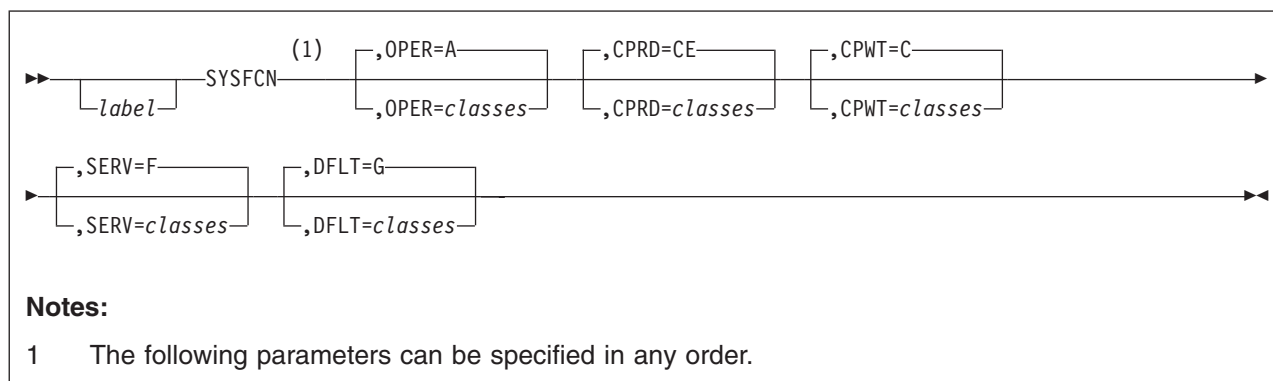 (1) ,OPER=A ,CPRD=CE ,CPWT=C
SYSFCN
label ,OPER=classes ,CPRD=classes ,CPWT=classes
,SERV=F ,DFLT=G
,SERV=classes ,DFLT=classes
Notes:
1 The following parameters can be specified in any order.